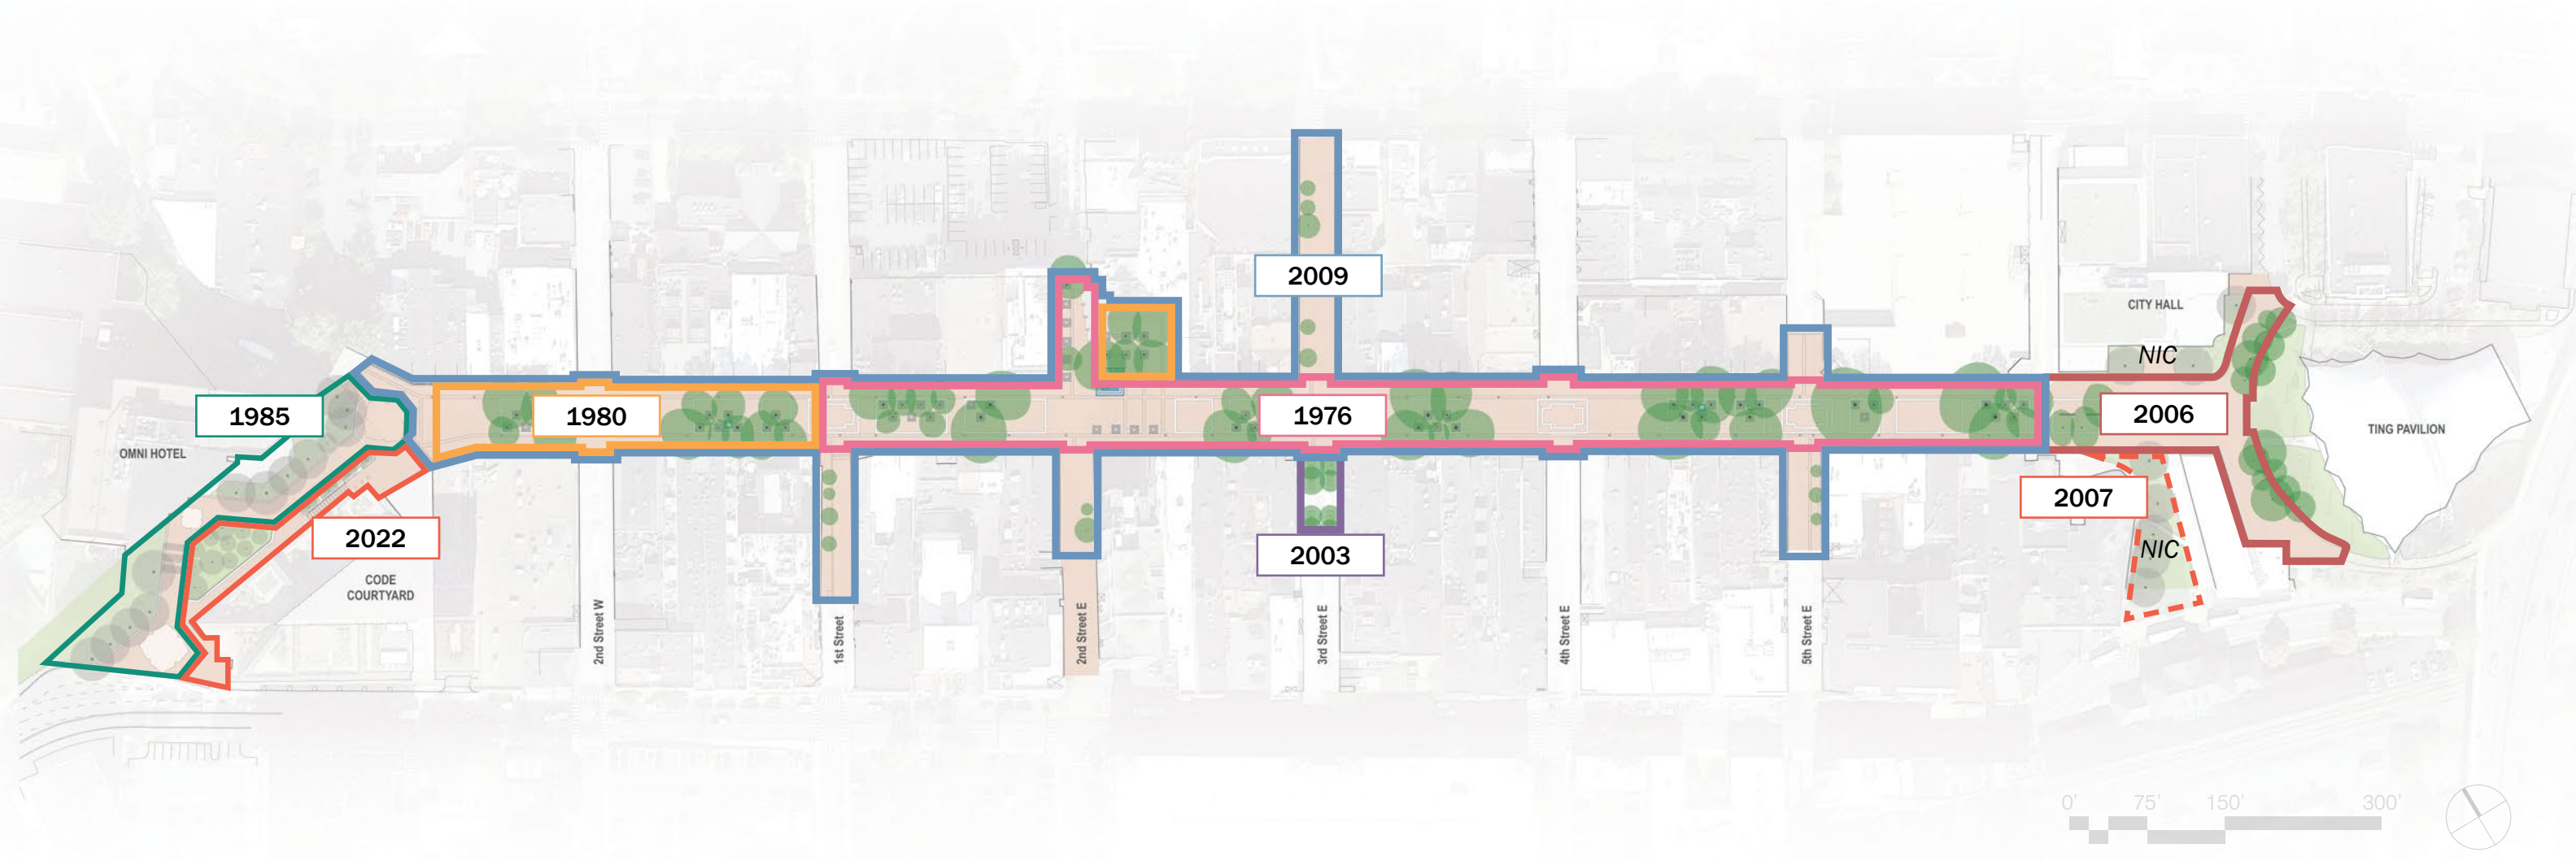 2009
CITY HALL
NIC
1985
1980
1976
2006
TING PAVILION
OMNI HOTEL
2007
2022
2003
NIC
CODE
COURTYARD
2nd Street W
1st Street
2nd Street E
3rd Street E
4th Street E
5th Street E
0' 75' 150' 300'